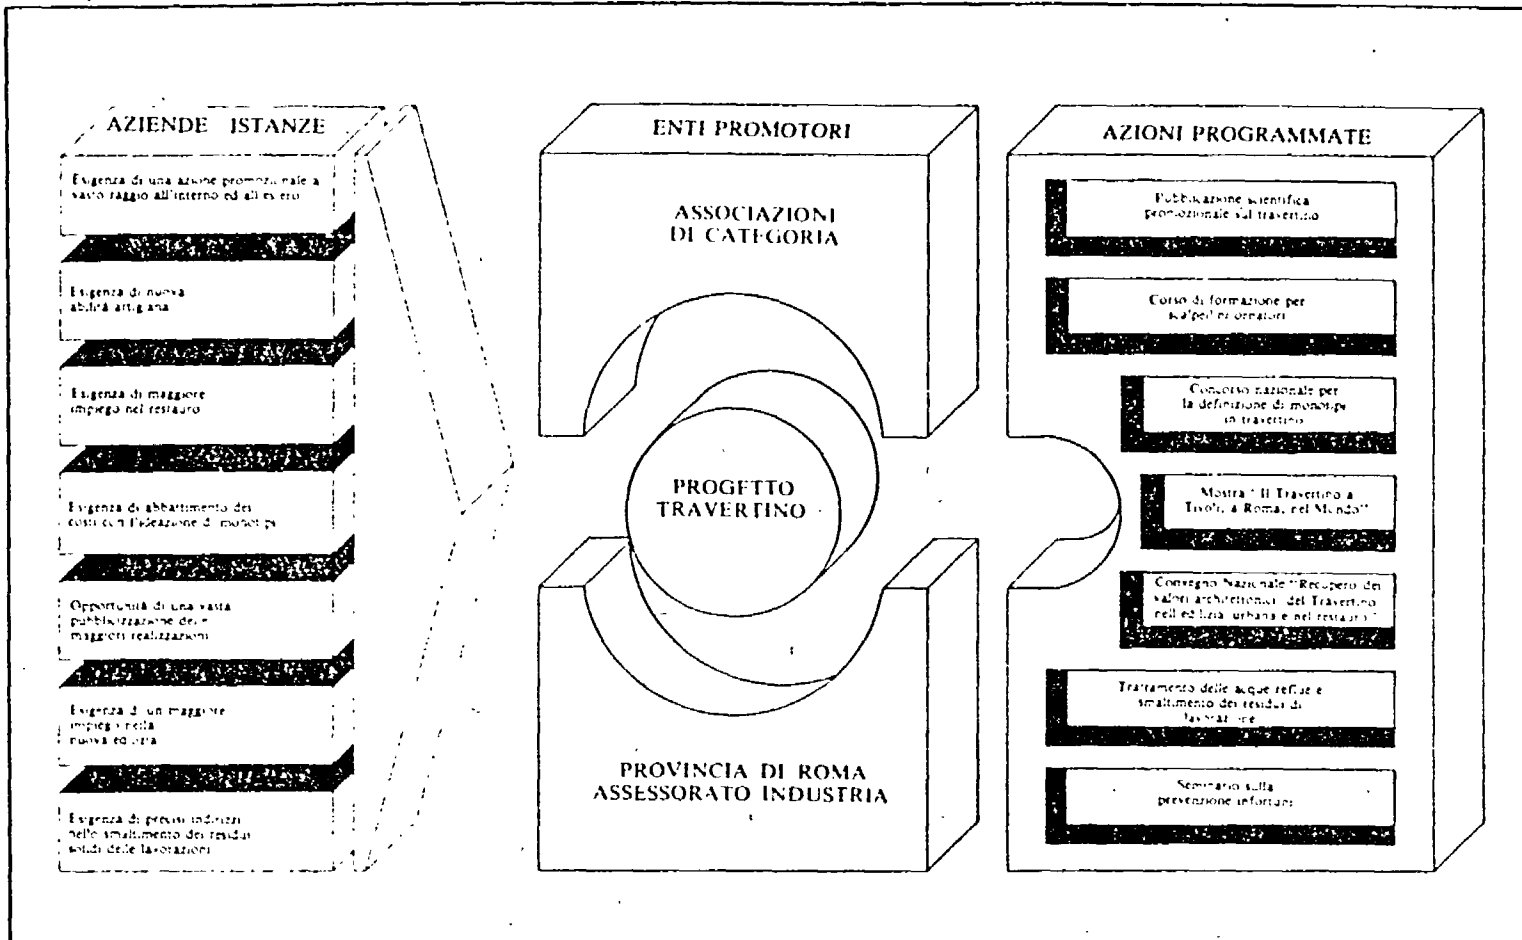 AZIENDE ISTANZE
Esigenza di una azione promozionale a
vasto raggio all'interno ed all'estero
Esigenza di nuova
abilità artigiana
Esigenza di maggiore
impiego nel restauro
Esigenza di abbattimento dei
costi con l'ideazione di monotipi
Opportunità di una vasta
pubblicizzazione delle
maggiori realizzazioni
Esigenza di un maggiore
impiego nella
nuova edilizia
Esigenza di precisi indirizzi
nello smaltimento dei residui
solidi delle lavorazioni
ENTI PROMOTORI
ASSOCIAZIONI
DI CATEGORIA
PROGETTO
TRAVERTINO
PROVINCIA DI ROMA
ASSESSORATO INDUSTRIA
AZIONI PROGRAMMATE
Pubblicazione scientifica
promozionale sul travertino
Corso di formazione per
scalpellini ornatori
Concorso nazionale per
la definizione di monotipi
in travertino
Mostra "Il Travertino a
Tivoli, a Roma, nel Mondo"
Convegno Nazionale "Recupero dei
valori architettonici del Travertino
nell'edilizia urbana e nel restauro"
Trattamento delle acque reflue e
smaltimento dei residui di
lavorazione
Seminario sulla
prevenzione infortuni